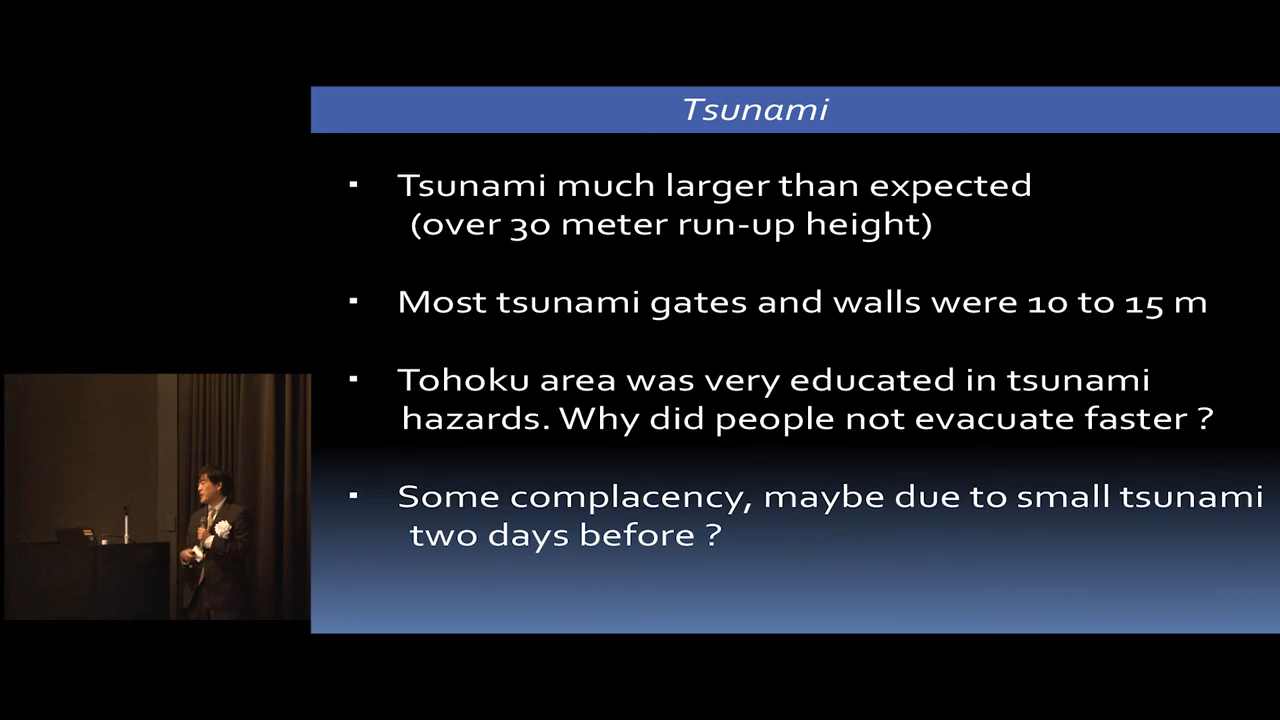 Tsunami
▪ Tsunami much larger than expected
(over 30 meter run-up height)
▪ Most tsunami gates and walls were 10 to 15 m
▪ Tohoku area was very educated in tsunami
hazards. Why did people not evacuate faster ?
▪ Some complacency, maybe due to small tsunami
two days before ?